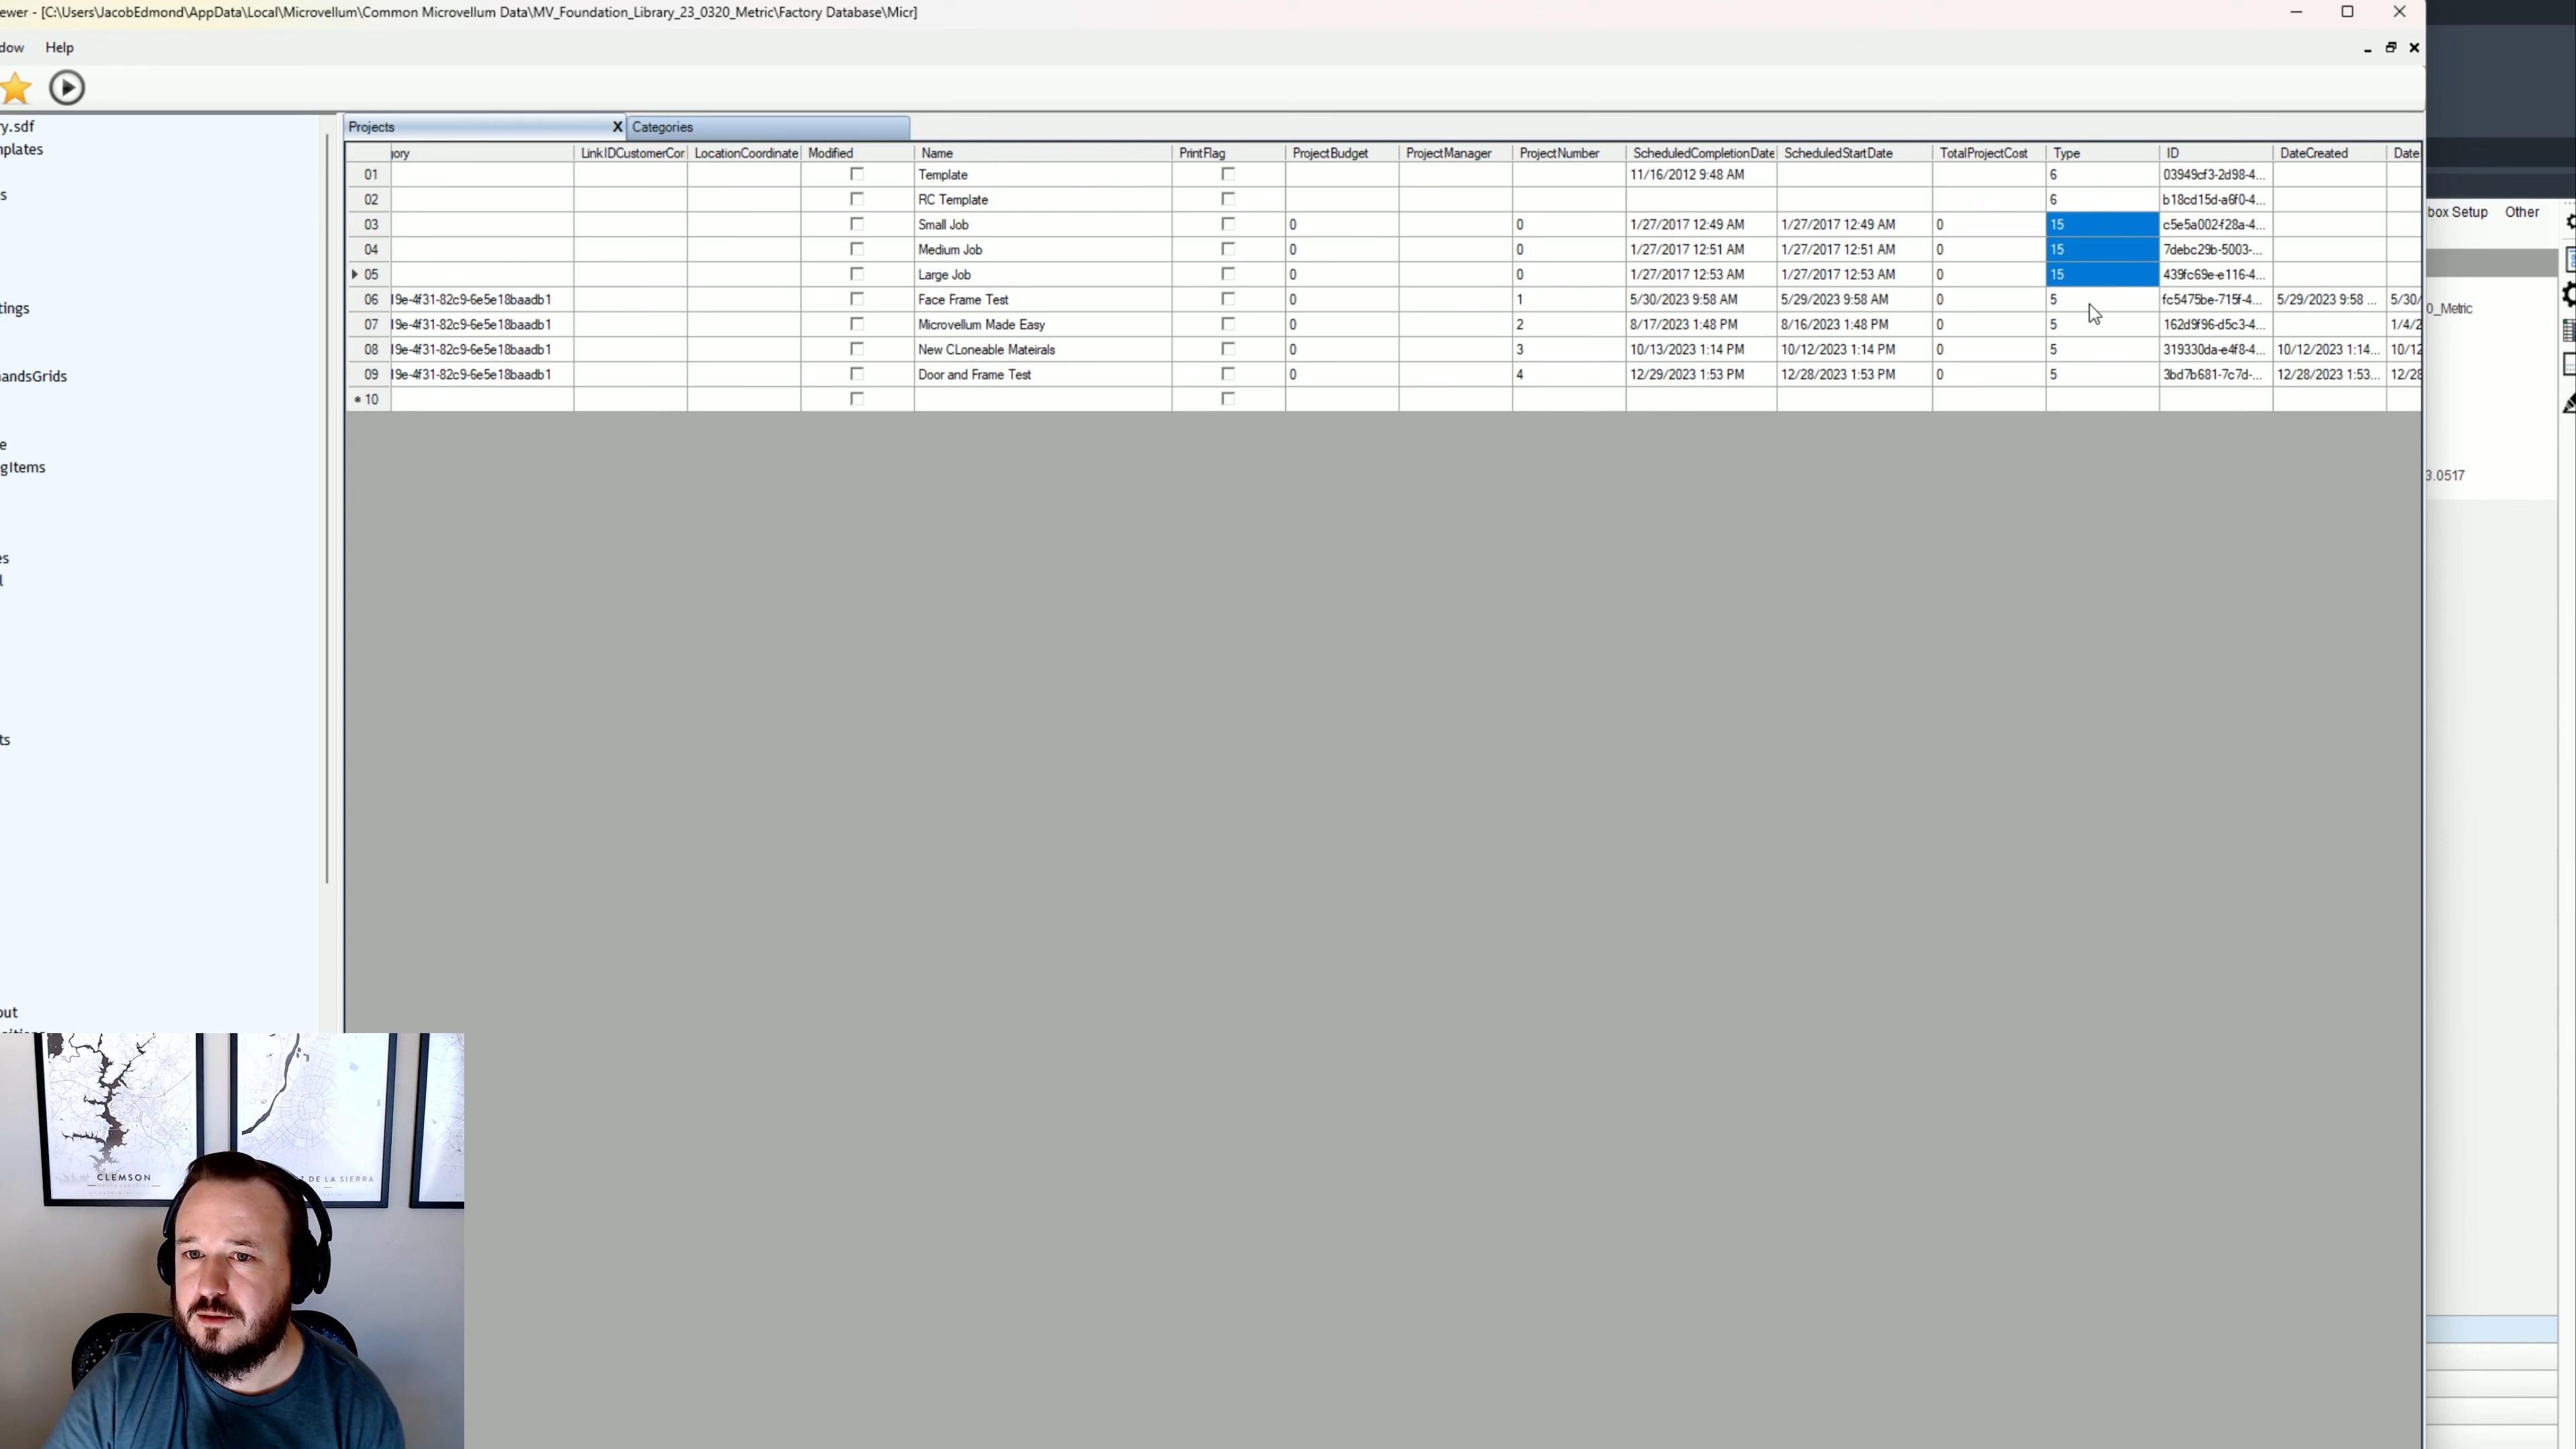 ewer - [C:\Users\JacobEdmond\AppData\Local\Microvellum\Common Microvellum Data\MV_Foundation_Library_23_0320_Metric\Factory Database\Micr]
dow Help
Projects X Categories
ory LinkIDCustomerCor LocationCoordinate Modified Name PrintFlag ProjectBudget ProjectManager ProjectNumber ScheduledCompletionDate ScheduledStartDate TotalProjectCost Type ID DateCreated Date
01 Template 11/16/2012 9:48 AM 6 03949cf3-2d98-4...
02 RC Template 6 b18cd15d-a6f0-4...
03 Small Job 0 0 1/27/2017 12:49 AM 1/27/2017 12:49 AM 0 15 c5e5a002-f28a-4...
04 Medium Job 0 0 1/27/2017 12:51 AM 1/27/2017 12:51 AM 0 15 7debc29b-5003-...
05 Large Job 0 0 1/27/2017 12:53 AM 1/27/2017 12:53 AM 0 15 439fc69e-e116-4...
06 19e-4f31-82c9-6e5e18baadb1 Face Frame Test 0 1 5/30/2023 9:58 AM 5/29/2023 9:58 AM 0 5 fc5475be-715f-4... 5/29/2023 9:58 ... 5/30/
07 19e-4f31-82c9-6e5e18baadb1 Microvellum Made Easy 0 2 8/17/2023 1:48 PM 8/16/2023 1:48 PM 0 5 162d9f96-d5c3-4... 1/4/2
08 19e-4f31-82c9-6e5e18baadb1 New CLoneable Mateirals 0 3 10/13/2023 1:14 PM 10/12/2023 1:14 PM 0 5 319330da-e4f8-4... 10/12/2023 1:14... 10/12
09 19e-4f31-82c9-6e5e18baadb1 Door and Frame Test 0 4 12/29/2023 1:53 PM 12/28/2023 1:53 PM 0 5 3bd7b681-7c7d-... 12/28/2023 1:53... 12/28
10
y.sdf
nplates
s
tings
andsGrids
e
gItems
es
l
ts
out
box Setup Other
0_Metric
3.0517
CLEMSON
Z DE LA SIERRA